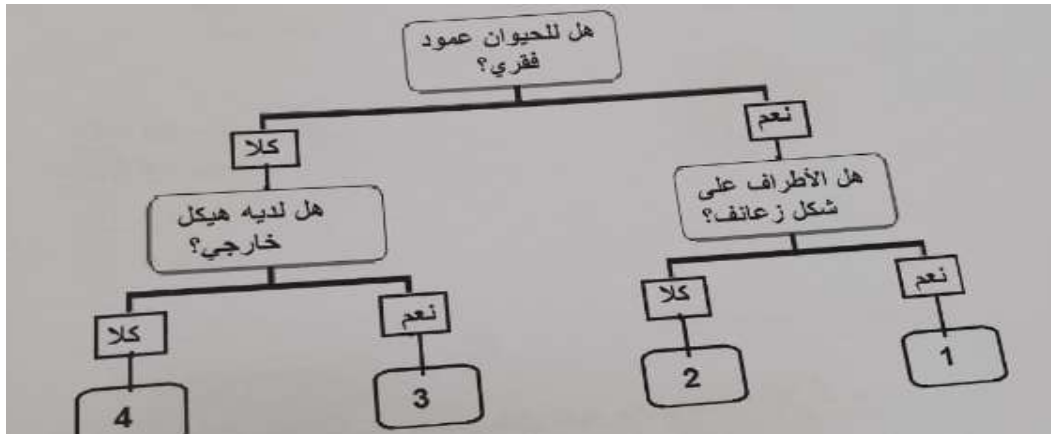 هل للحيوان عمود
فقري؟
نعم
كلا
هل الأطراف على
شكل زعانف؟
هل لديه هيكل
خارجي؟
نعم
كلا
نعم
كلا
1
2
3
4